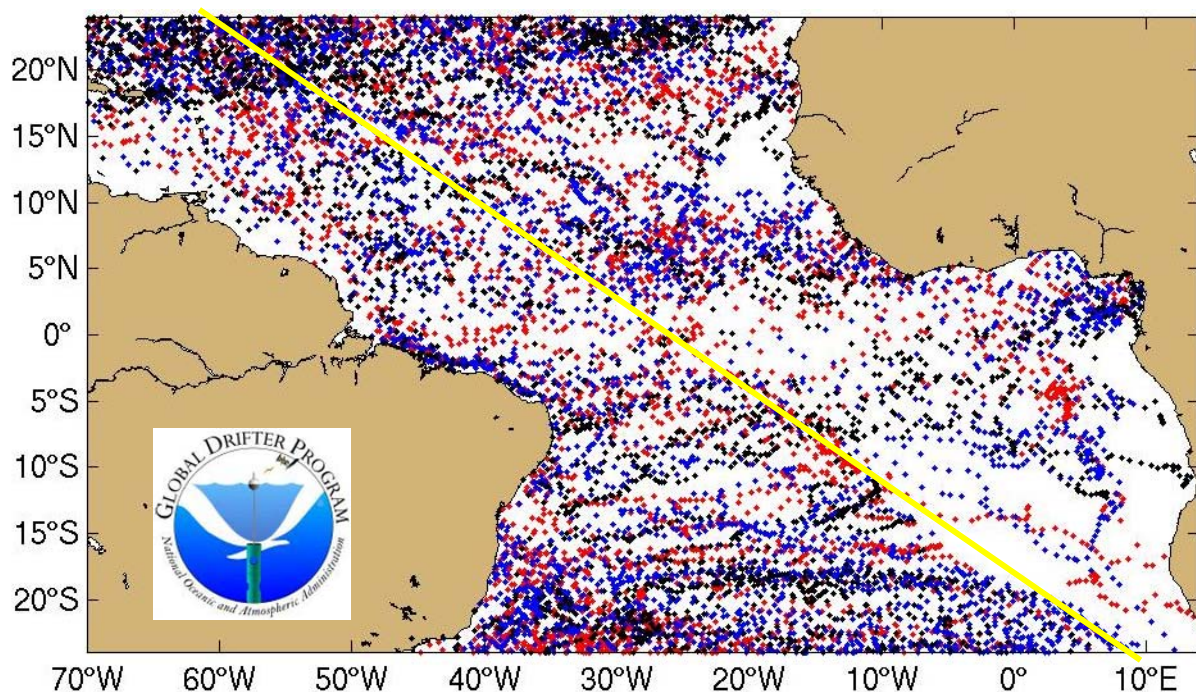 20°N
15°N
10°N
5°N
0°
5°S
10°S
15°S
20°S
GLOBAL DRIFTER PROGRAM
National Oceanic and Atmospheric Administration
70°W 60°W 50°W 40°W 30°W 20°W 10°W 0° 10°E